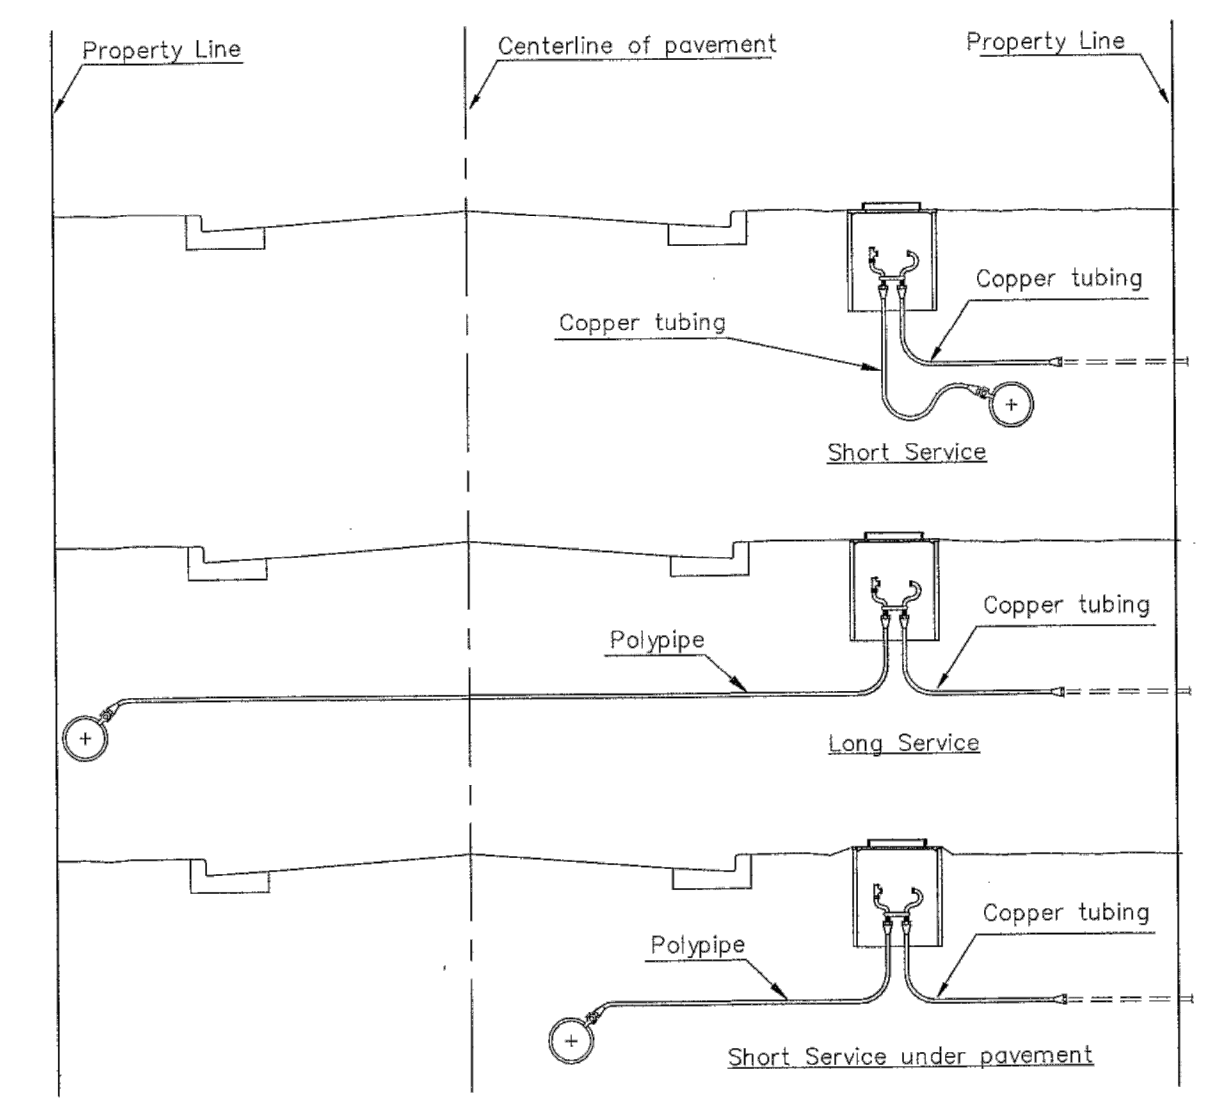 Property Line
Centerline of pavement
Property Line
Copper tubing
Copper tubing
Short Service
Copper tubing
Polypipe
Long Service
Copper tubing
Polypipe
Short Service under pavement